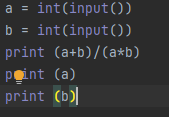 a = int(input())
b = int(input())
print (a+b)/(a*b)
print (a)
print (b)